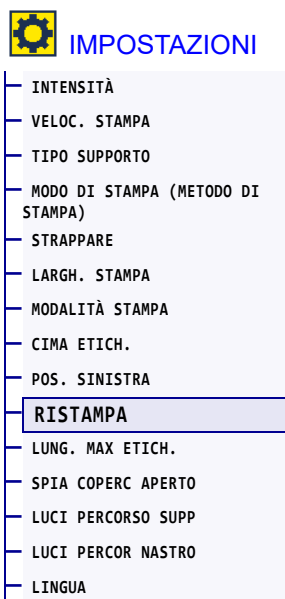 IMPOSTAZIONI
INTENSITÀ
VELOC. STAMPA
TIPO SUPPORTO
MODO DI STAMPA (METODO DI
STAMPA)
STRAPPARE
LARGH. STAMPA
MODALITÀ STAMPA
CIMA ETICH.
POS. SINISTRA
RISTAMPA
LUNG. MAX ETICH.
SPIA COPERC APERTO
LUCI PERCORSO SUPP
LUCI PERCOR NASTRO
LINGUA